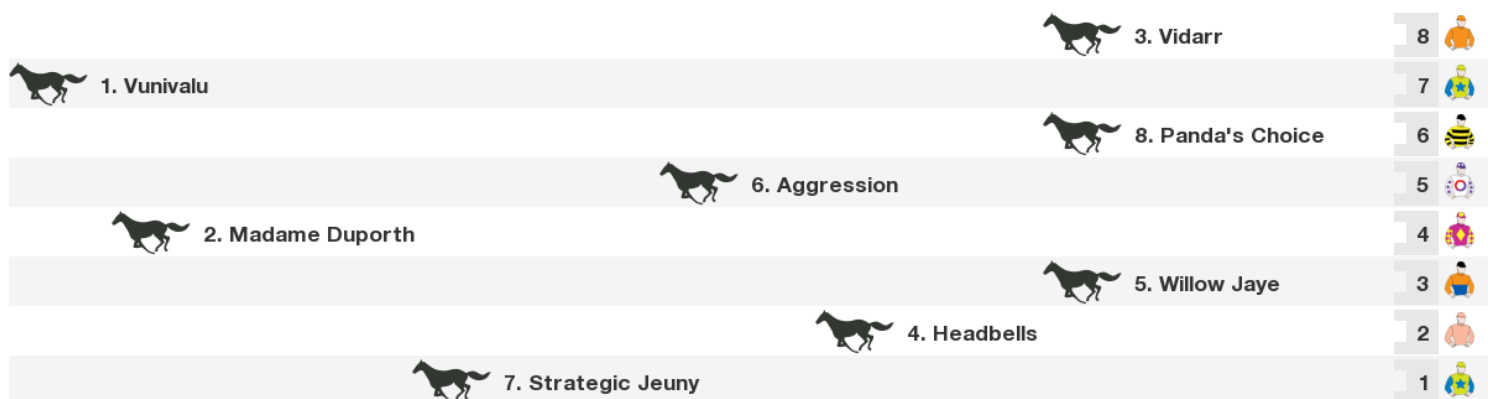 3. Vidarr 8
1. Vunivalu 7
8. Panda's Choice 6
6. Aggression 5
2. Madame Duporth 4
5. Willow Jaye 3
4. Headbells 2
7. Strategic Jeuny 1